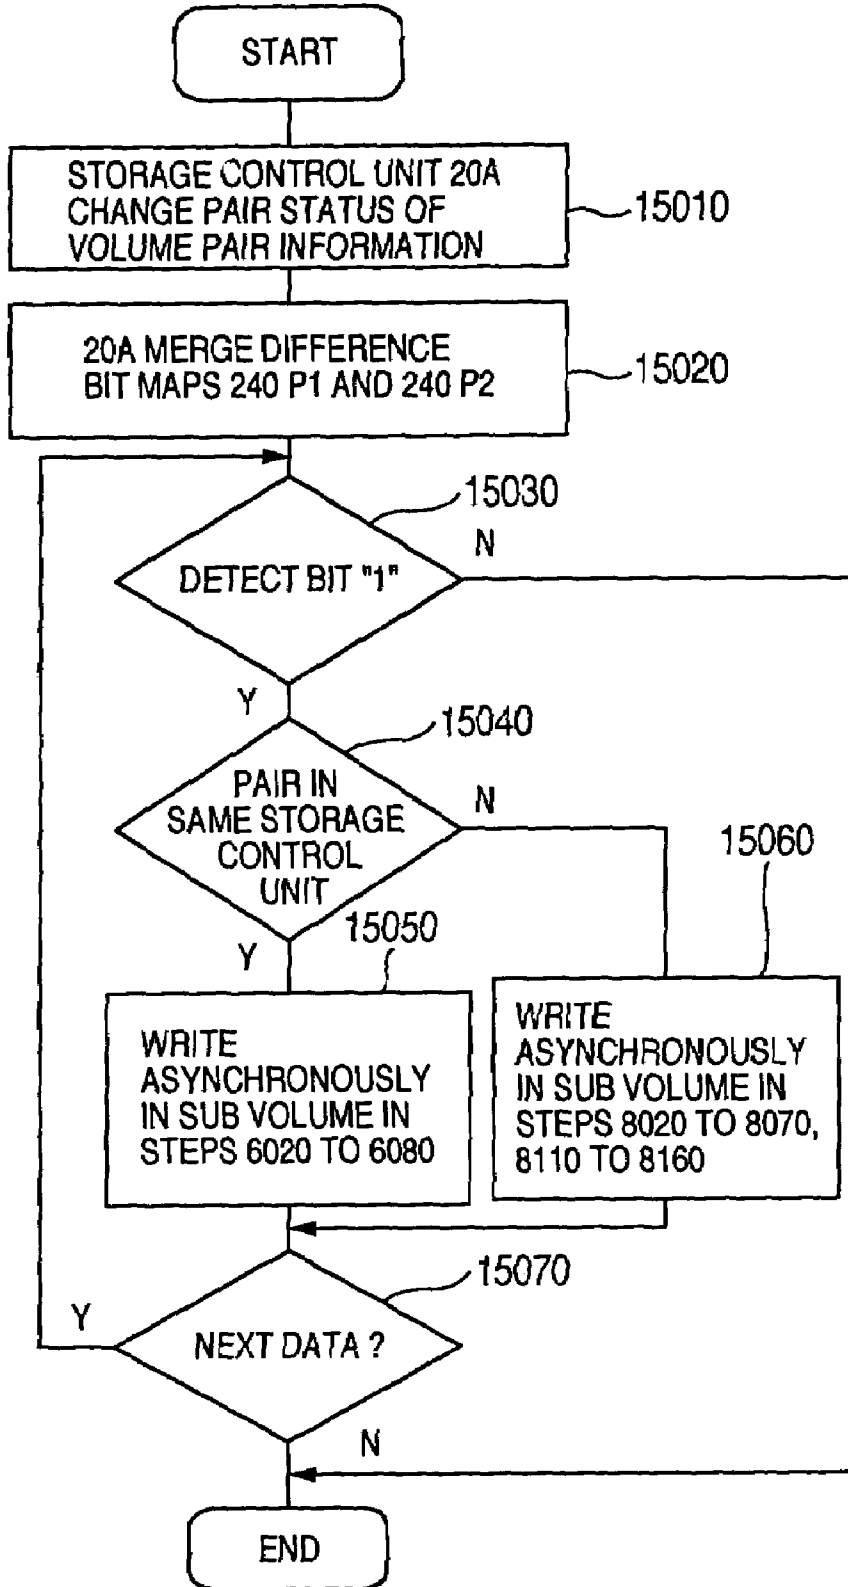 START
STORAGE CONTROL UNIT 20A
CHANGE PAIR STATUS OF
VOLUME PAIR INFORMATION
15010
20A MERGE DIFFERENCE
BIT MAPS 240 P1 AND 240 P2
15020
15030
N
DETECT BIT "1"
Y
15040
PAIR IN
SAME STORAGE
CONTROL
UNIT
N
15060
15050
Y
WRITE
ASYNCHRONOUSLY
IN SUB VOLUME IN
STEPS 6020 TO 6080
WRITE
ASYNCHRONOUSLY
IN SUB VOLUME IN
STEPS 8020 TO 8070,
8110 TO 8160
15070
Y
NEXT DATA ?
N
END